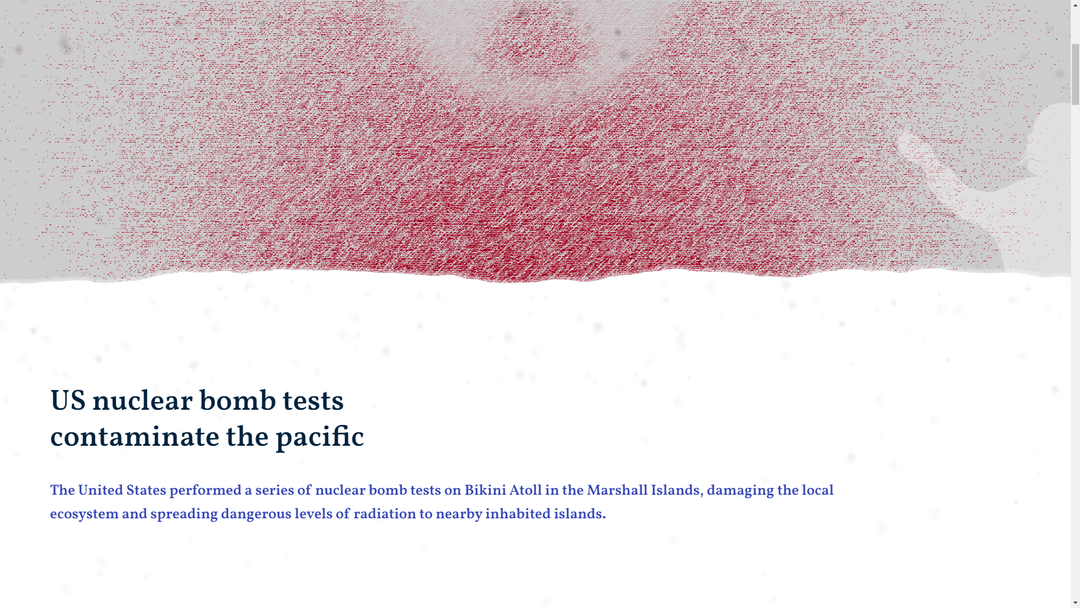 US nuclear bomb tests
contaminate the pacific
The United States performed a series of nuclear bomb tests on Bikini Atoll in the Marshall Islands, damaging the local
ecosystem and spreading dangerous levels of radiation to nearby inhabited islands.